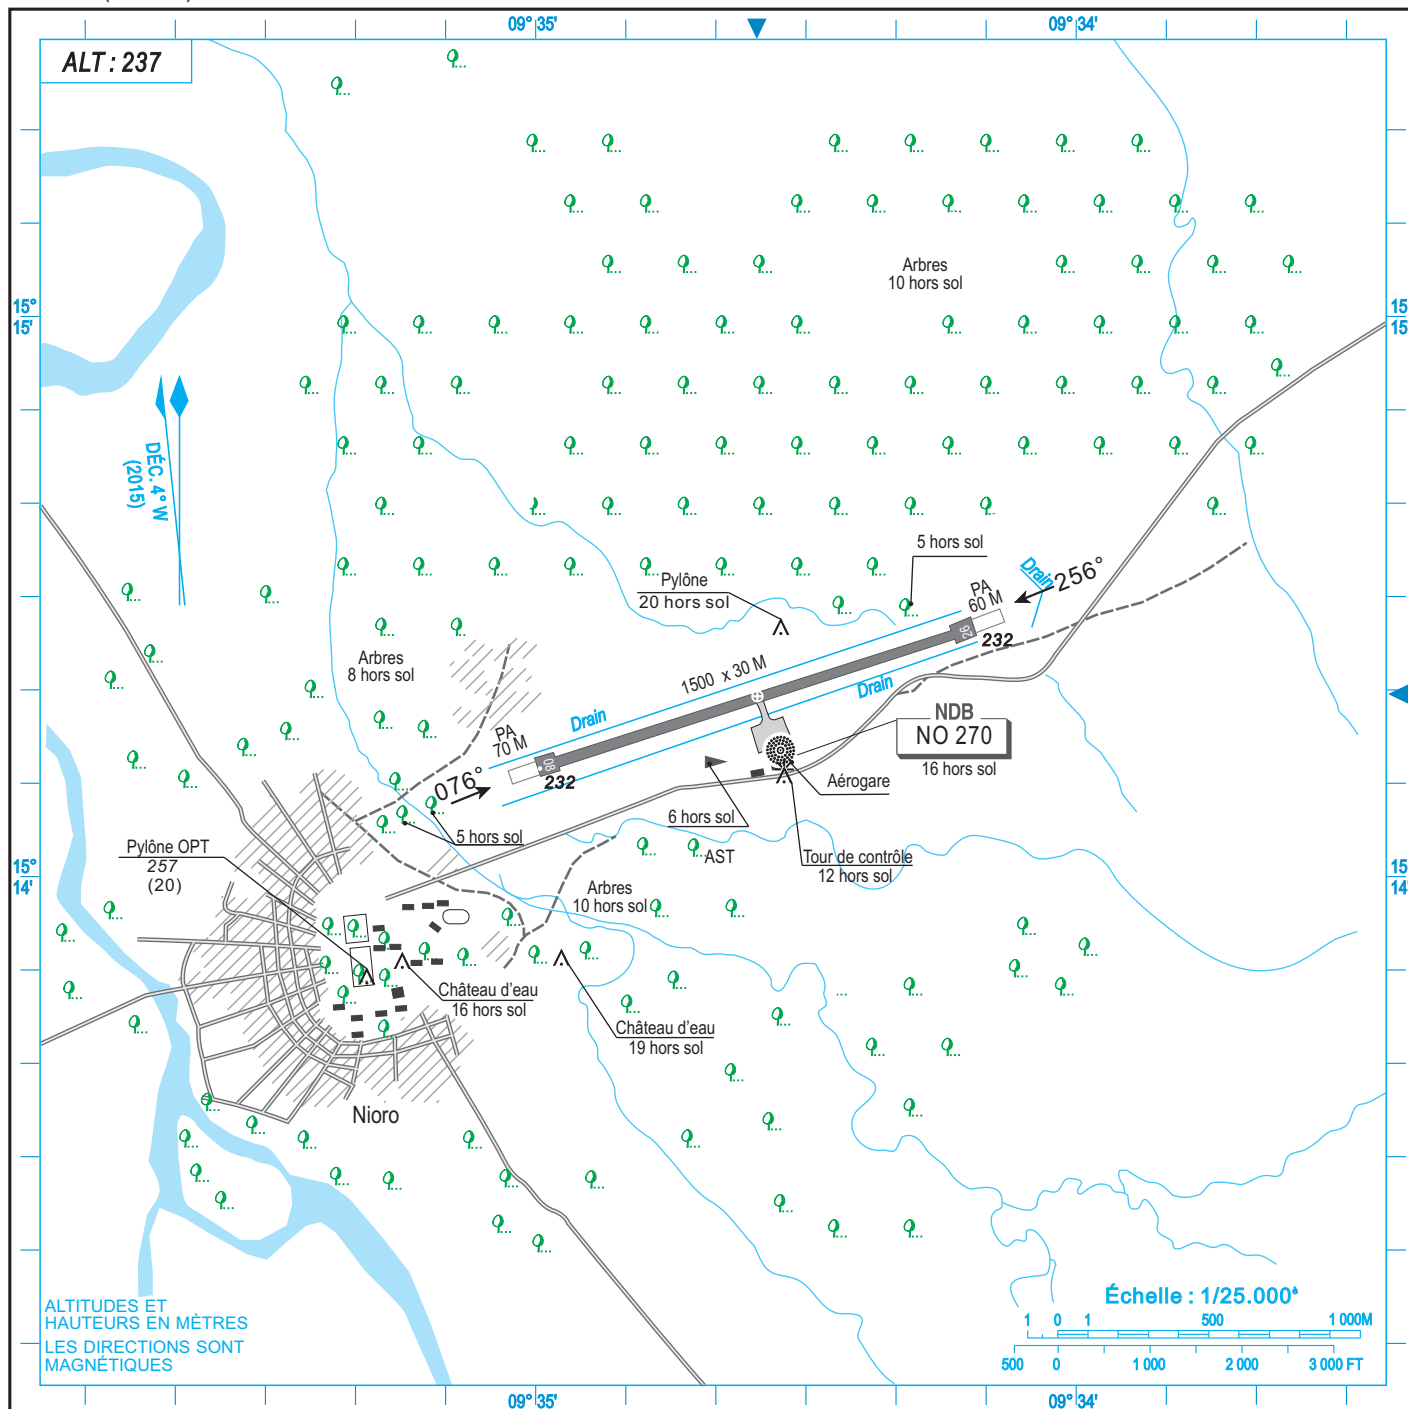 09° 35'
09° 34'
ALT : 237
Arbres
10 hors sol
15°
15'
15°
15'
DÉC. 4° W
(2015)
5 hors sol
Pylône
20 hors sol
Drain
256°
PA
60 M
26
232
Arbres
8 hors sol
1500 x 30 M
Drain
Drain
NDB
NO 270
16 hors sol
PA
70 M
08
232
076°
Aérogare
6 hors sol
5 hors sol
AST
Tour de contrôle
12 hors sol
Pylône OPT
257
(20)
15°
14'
15°
14'
Arbres
10 hors sol
Château d'eau
16 hors sol
Château d'eau
19 hors sol
Nioro
ALTITUDES ET
HAUTEURS EN MÈTRES
LES DIRECTIONS SONT
MAGNÉTIQUES
Échelle : 1/25.000
1 0 1 500 1 000M
500 0 1 000 2 000 3 000 FT
09° 35'
09° 34'